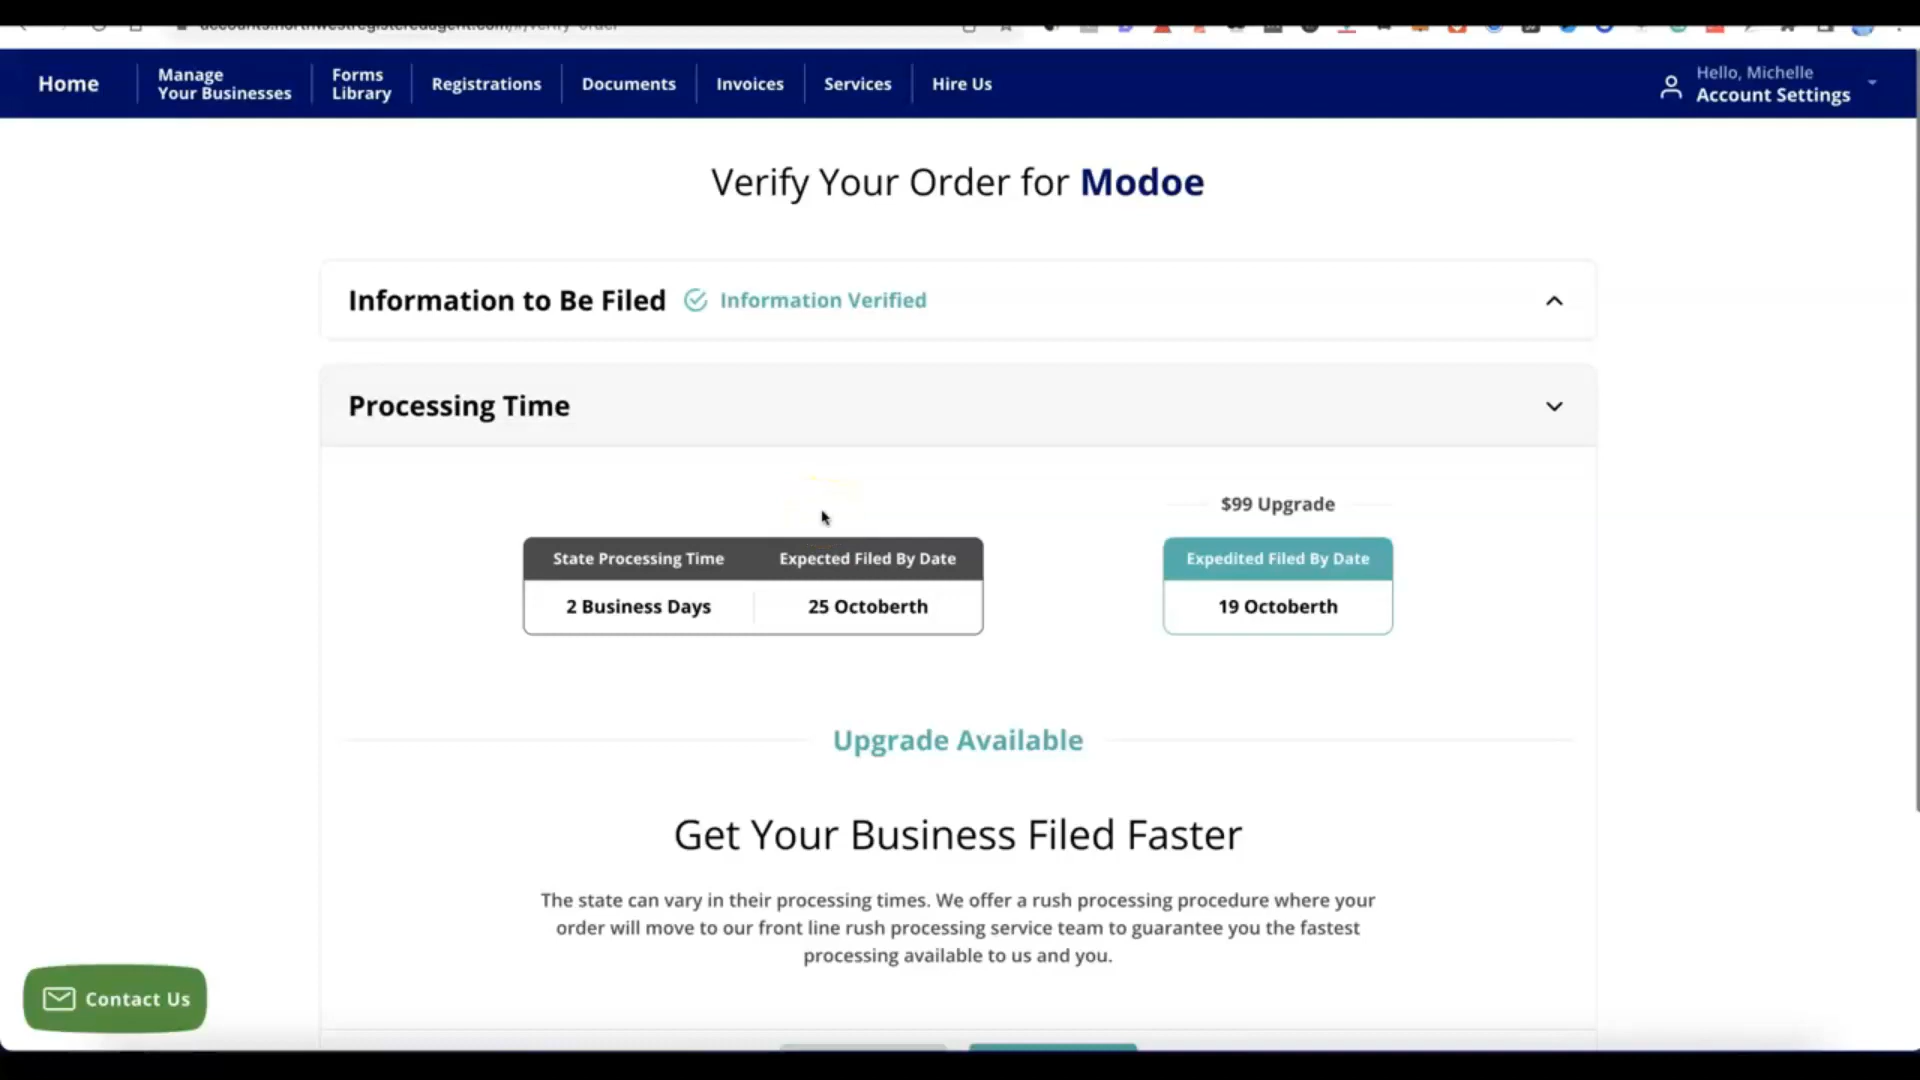 accounts.northwestregisteredagent.com/#/verify-order
Home
Manage
Your Businesses
Forms
Library
Registrations
Documents
Invoices
Services
Hire Us
Hello, Michelle
Account Settings
Verify Your Order for Modoe
Information to Be Filed
Information Verified
Processing Time
$99 Upgrade
State Processing Time
Expected Filed By Date
Expedited Filed By Date
2 Business Days
25 Octoberth
19 Octoberth
Upgrade Available
Get Your Business Filed Faster
The state can vary in their processing times. We offer a rush processing procedure where your
order will move to our front line rush processing service team to guarantee you the fastest
processing available to us and you.
Contact Us